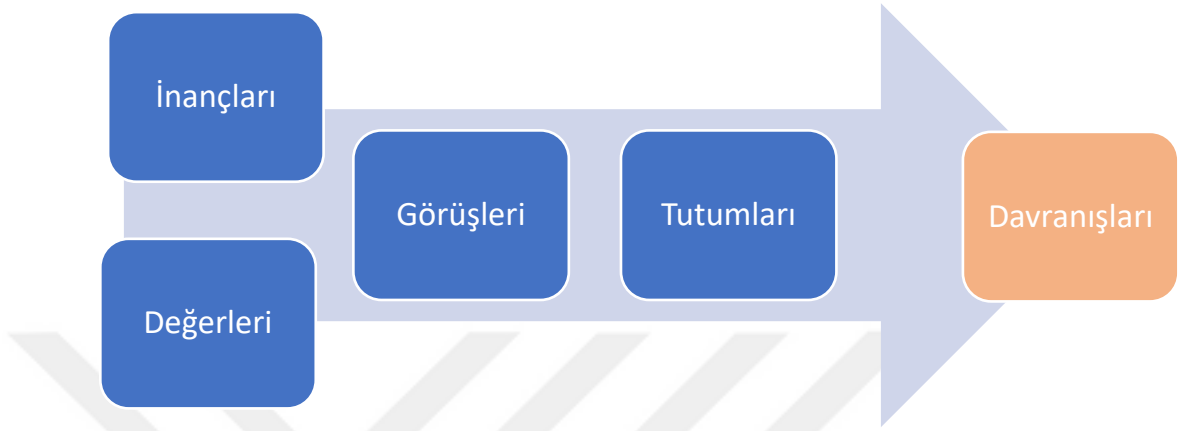 İnançları
Değerleri
Görüşleri
Tutumları
Davranışları